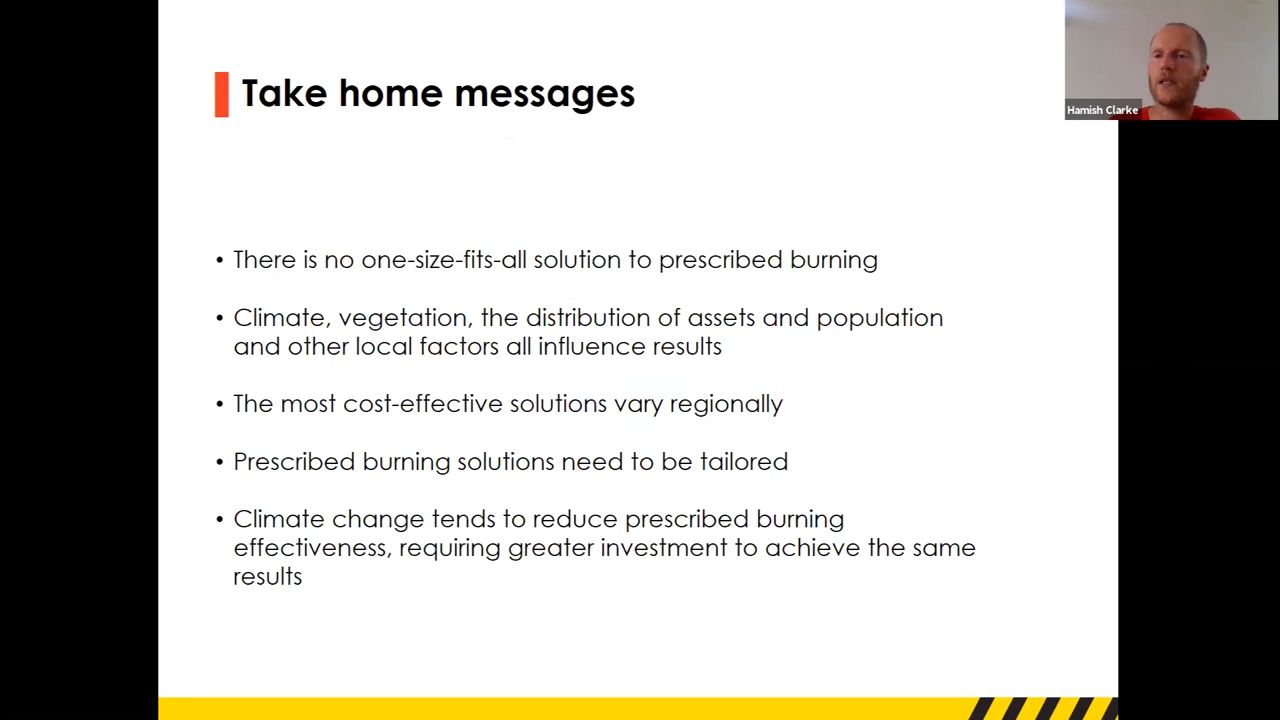 Take home messages
Hamish Clarke
• There is no one-size-fits-all solution to prescribed burning
• Climate, vegetation, the distribution of assets and population
and other local factors all influence results
• The most cost-effective solutions vary regionally
• Prescribed burning solutions need to be tailored
• Climate change tends to reduce prescribed burning
effectiveness, requiring greater investment to achieve the same
results